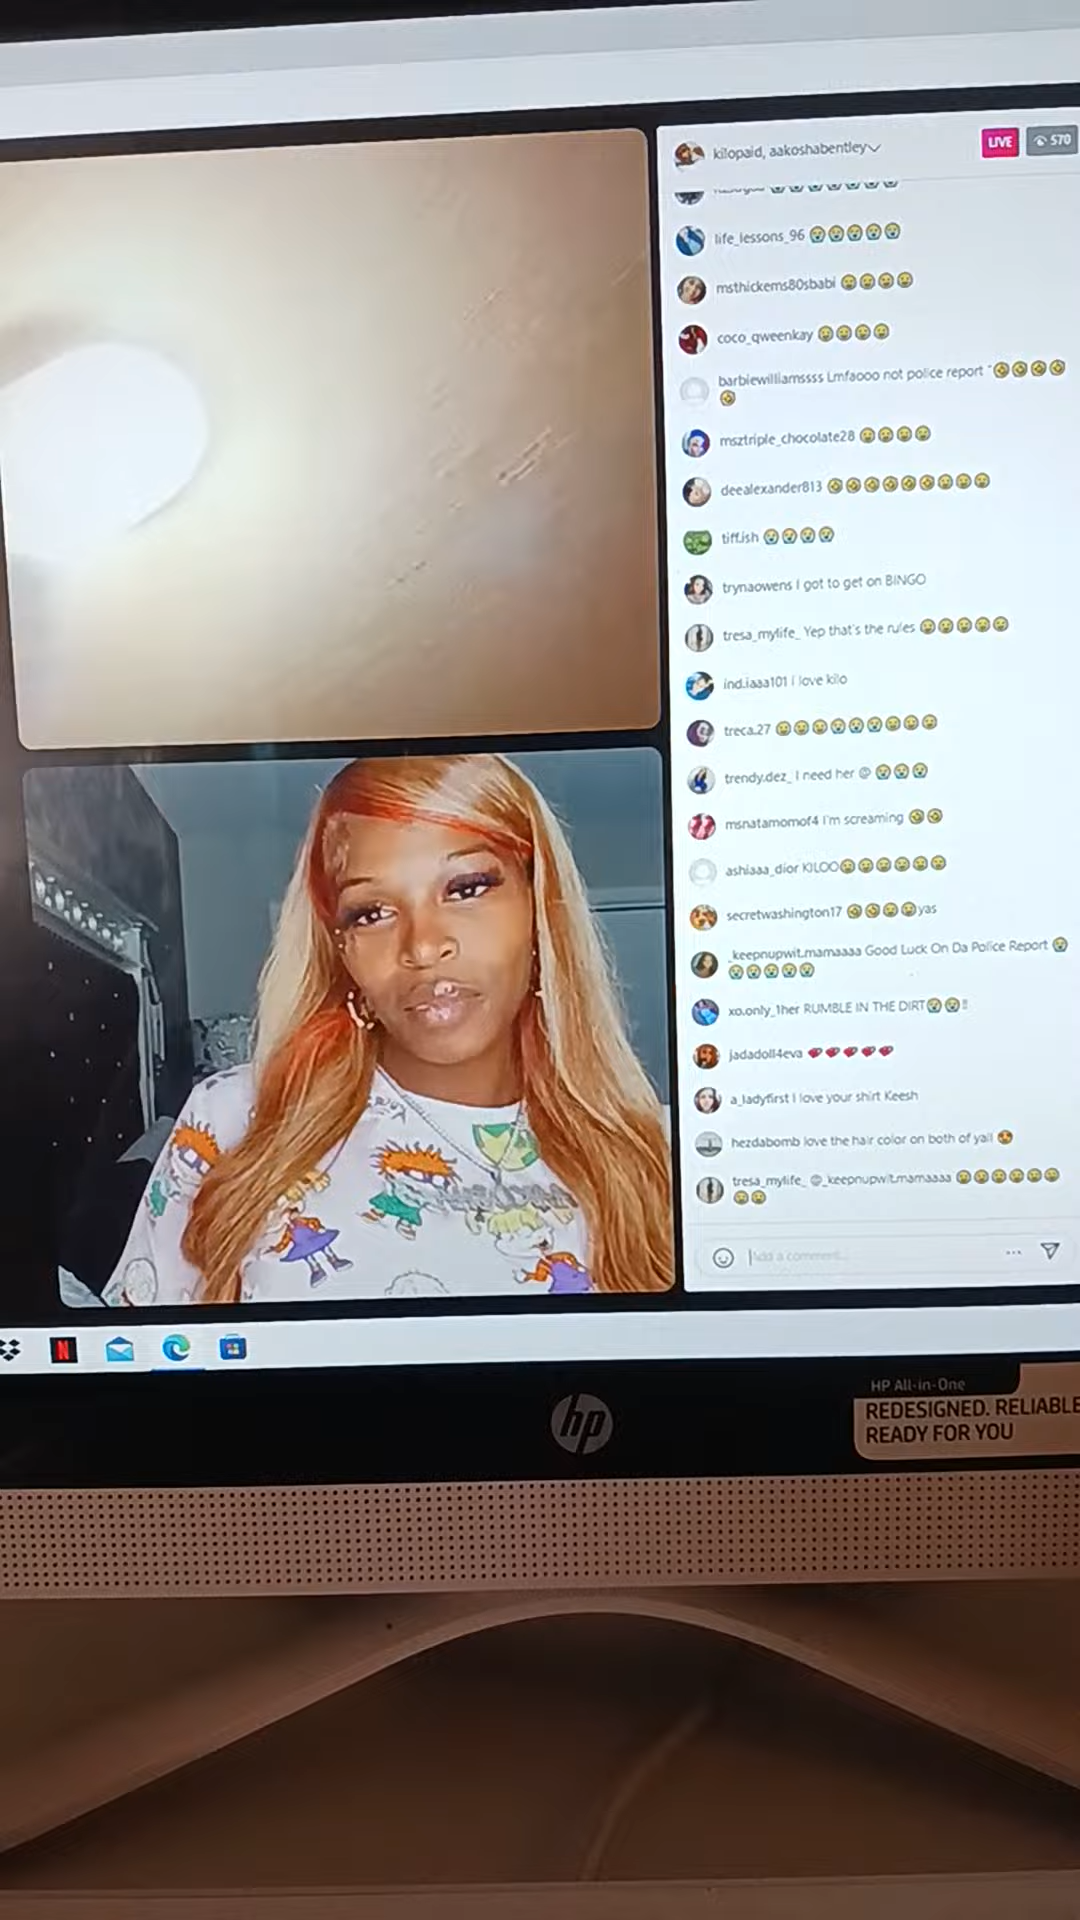 kilopaid, aakoshabentley
LIVE
570
life_lessons_96 😭😭😭😭😭
msthickems80sbabi 😩😩😩😩
coco_qweenkay 😩😩😩😩
barbiewilliamssss Lmfaooo not police report " 🤣🤣🤣🤣
🤣
msztriple_chocolate28 😩😩😩😩
deealexander813 🤣🤣🤣🤣🤣🤣😩😩😩
tiff.ish 😭😭😭😭
trynaowens I got to get on BINGO
tresa_mylife_ Yep that's the rules 😩😩😩😩😩
ind.iaaa101 I love kilo
treca.27 😩😩😩😭😭😭😩😩😩
trendy.dez_ I need her @ 😭😭😭
msnatamomof4 I'm screaming 🤣🤣
ashiaaa_dior KILOO😩😩😩😩😩😩
secretwashington17 🤣🤣😩😩yas
_keepnupwit.mamaaaa Good Luck On Da Police Report 😭
😭😭😭😭😭
xo.only_1her RUMBLE IN THE DIRT😭😭‼
jadadoll4eva 💝💝💝💝💝
a_ladyfirst I love your shirt Keesh
hezdabomb love the hair color on both of yall 😍
tresa_mylife_ @_keepnupwit.mamaaaa 😩😩😩😩😩😩
😩😩
Add a comment...
N
hp
HP All-in-One
REDESIGNED. RELIABLE
READY FOR YOU